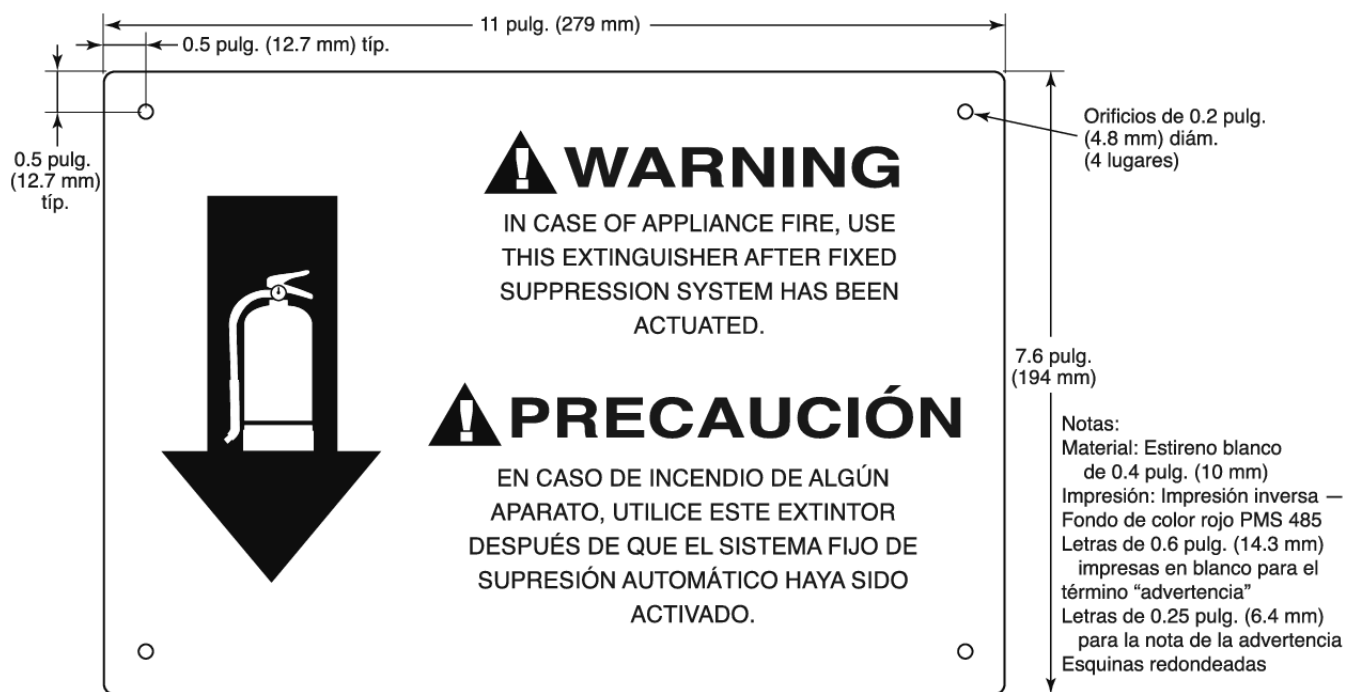 11 pulg. (279 mm)
0.5 pulg. (12.7 mm) típ.
0.5 pulg.
(12.7 mm)
típ.
Orificios de 0.2 pulg.
(4.8 mm) diám.
(4 lugares)
WARNING
IN CASE OF APPLIANCE FIRE, USE
THIS EXTINGUISHER AFTER FIXED
SUPPRESSION SYSTEM HAS BEEN
ACTUATED.
7.6 pulg.
(194 mm)
PRECAUCIÓN
EN CASO DE INCENDIO DE ALGÚN
APARATO, UTILICE ESTE EXTINTOR
DESPUÉS DE QUE EL SISTEMA FIJO DE
SUPRESIÓN AUTOMÁTICO HAYA SIDO
ACTIVADO.
Notas:
Material: Estireno blanco
de 0.4 pulg. (10 mm)
Impresión: Impresión inversa —
Fondo de color rojo PMS 485
Letras de 0.6 pulg. (14.3 mm)
impresas en blanco para el
término “advertencia”
Letras de 0.25 pulg. (6.4 mm)
para la nota de la advertencia
Esquinas redondeadas